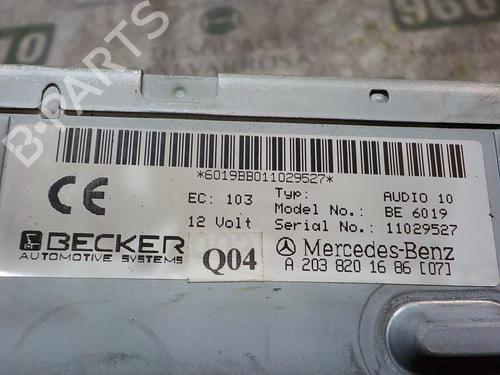 *6019BB011029527*
CE
EC: 103 Typ: AUDIO 10
Model No.: BE 6019
12 Volt Serial No.: 11029527
BECKER
AUTOMOTIVE SYSTEMS
Q04
Mercedes-Benz
A 203 820 16 86 [07]
B-PARTS